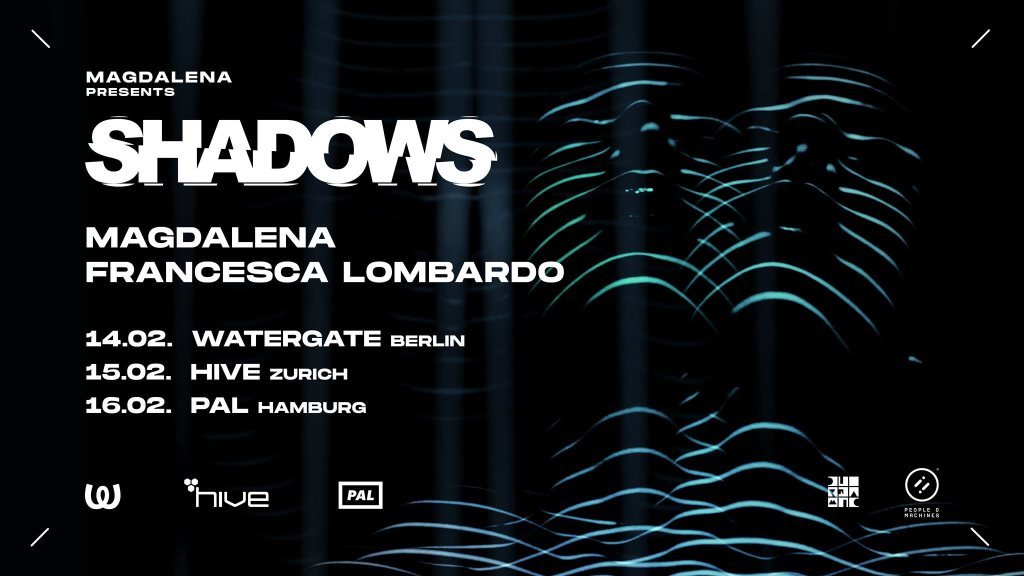 MAGDALENA
PRESENTS
SHADOWS
MAGDALENA
FRANCESCA LOMBARDO
14.02. WATERGATE BERLIN
15.02. HIVE ZURICH
16.02. PAL HAMBURG
hive
PAL
PEOPLE &
MACHINES